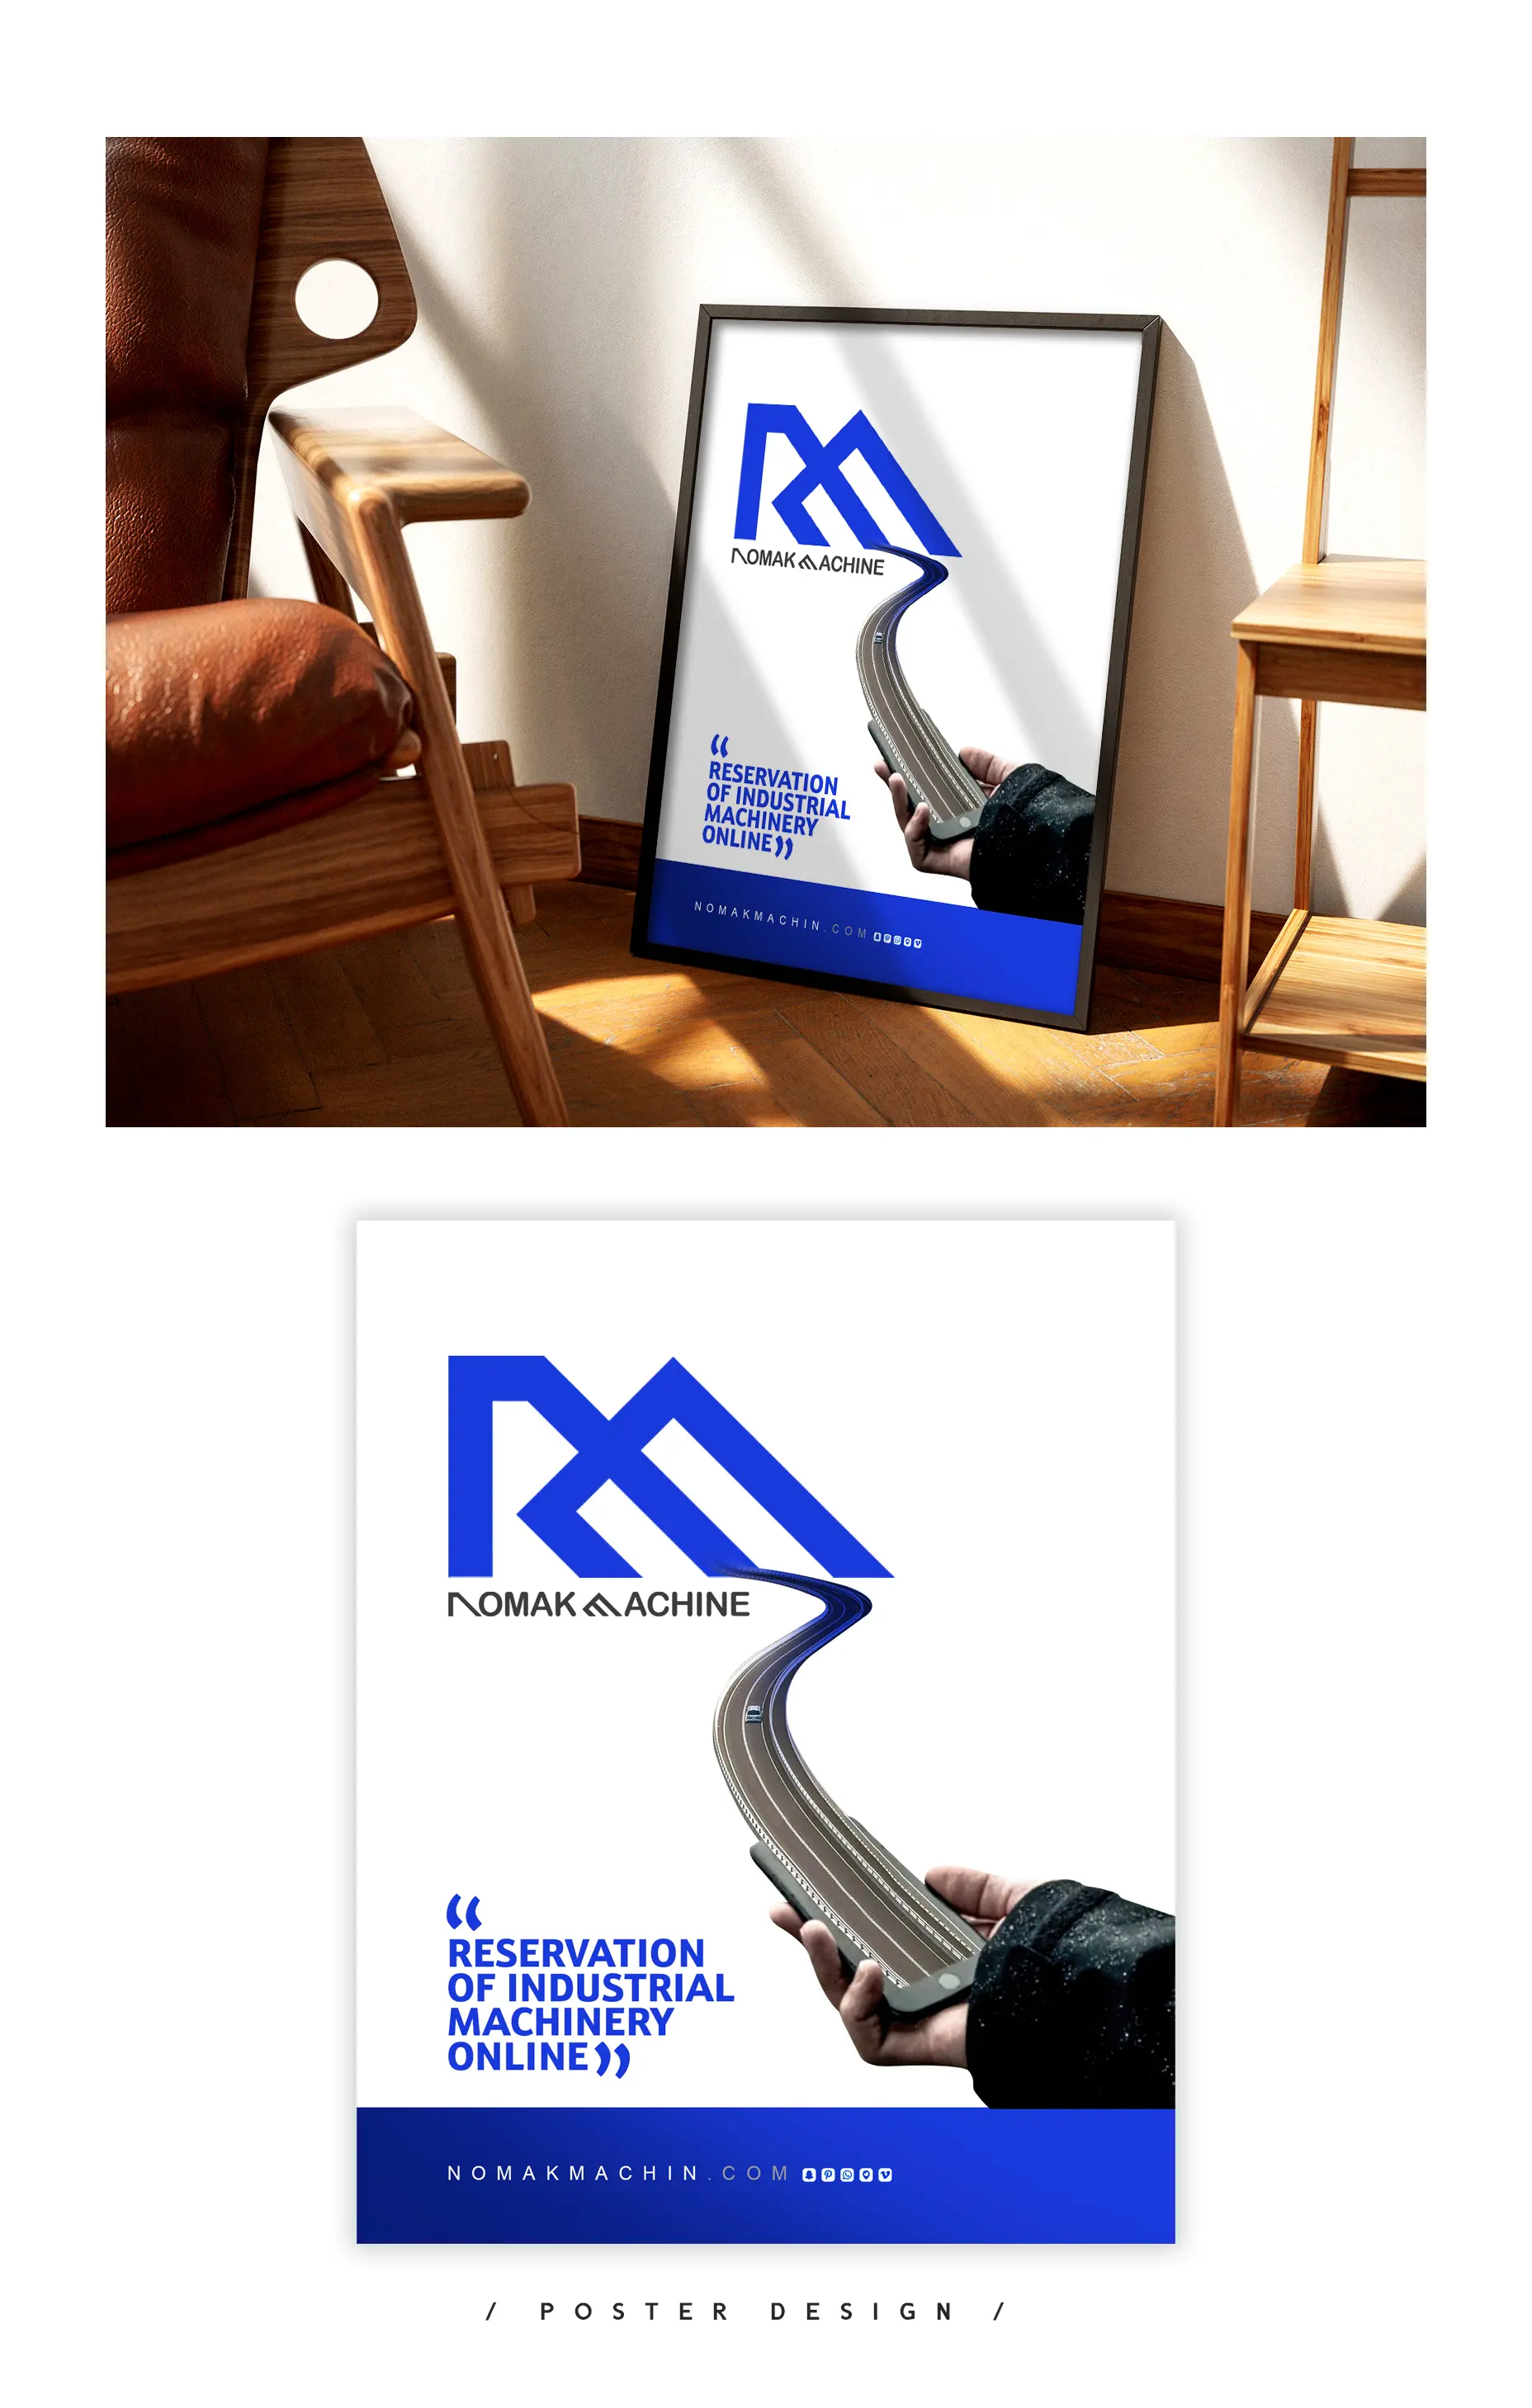 NOMAK MACHINE
“
RESERVATION
OF INDUSTRIAL
MACHINERY
ONLINE”
NOMAKMACHIN.COM
NOMAK MACHINE
“
RESERVATION
OF INDUSTRIAL
MACHINERY
ONLINE”
NOMAKMACHIN.COM
/ POSTER DESIGN /